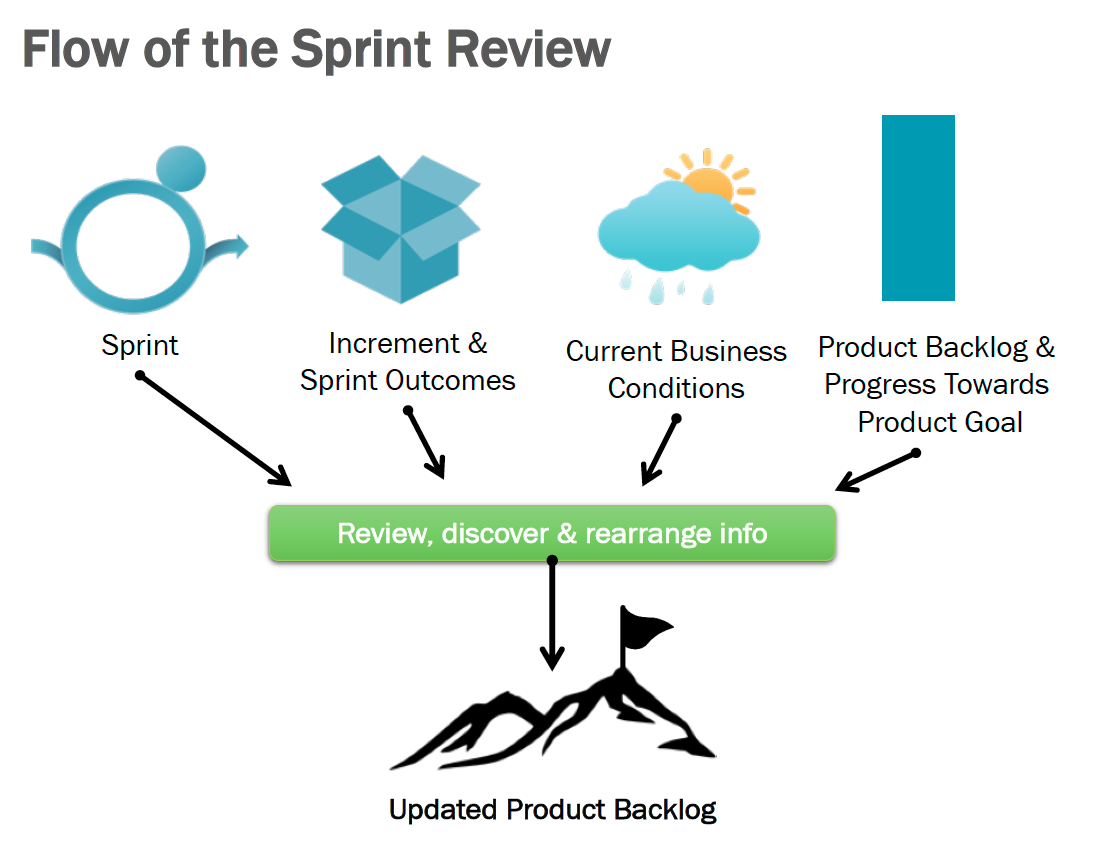 Flow of the Sprint Review
Sprint
Increment &
Sprint Outcomes
Current Business
Conditions
Product Backlog &
Progress Towards
Product Goal
Review, discover & rearrange info
Updated Product Backlog